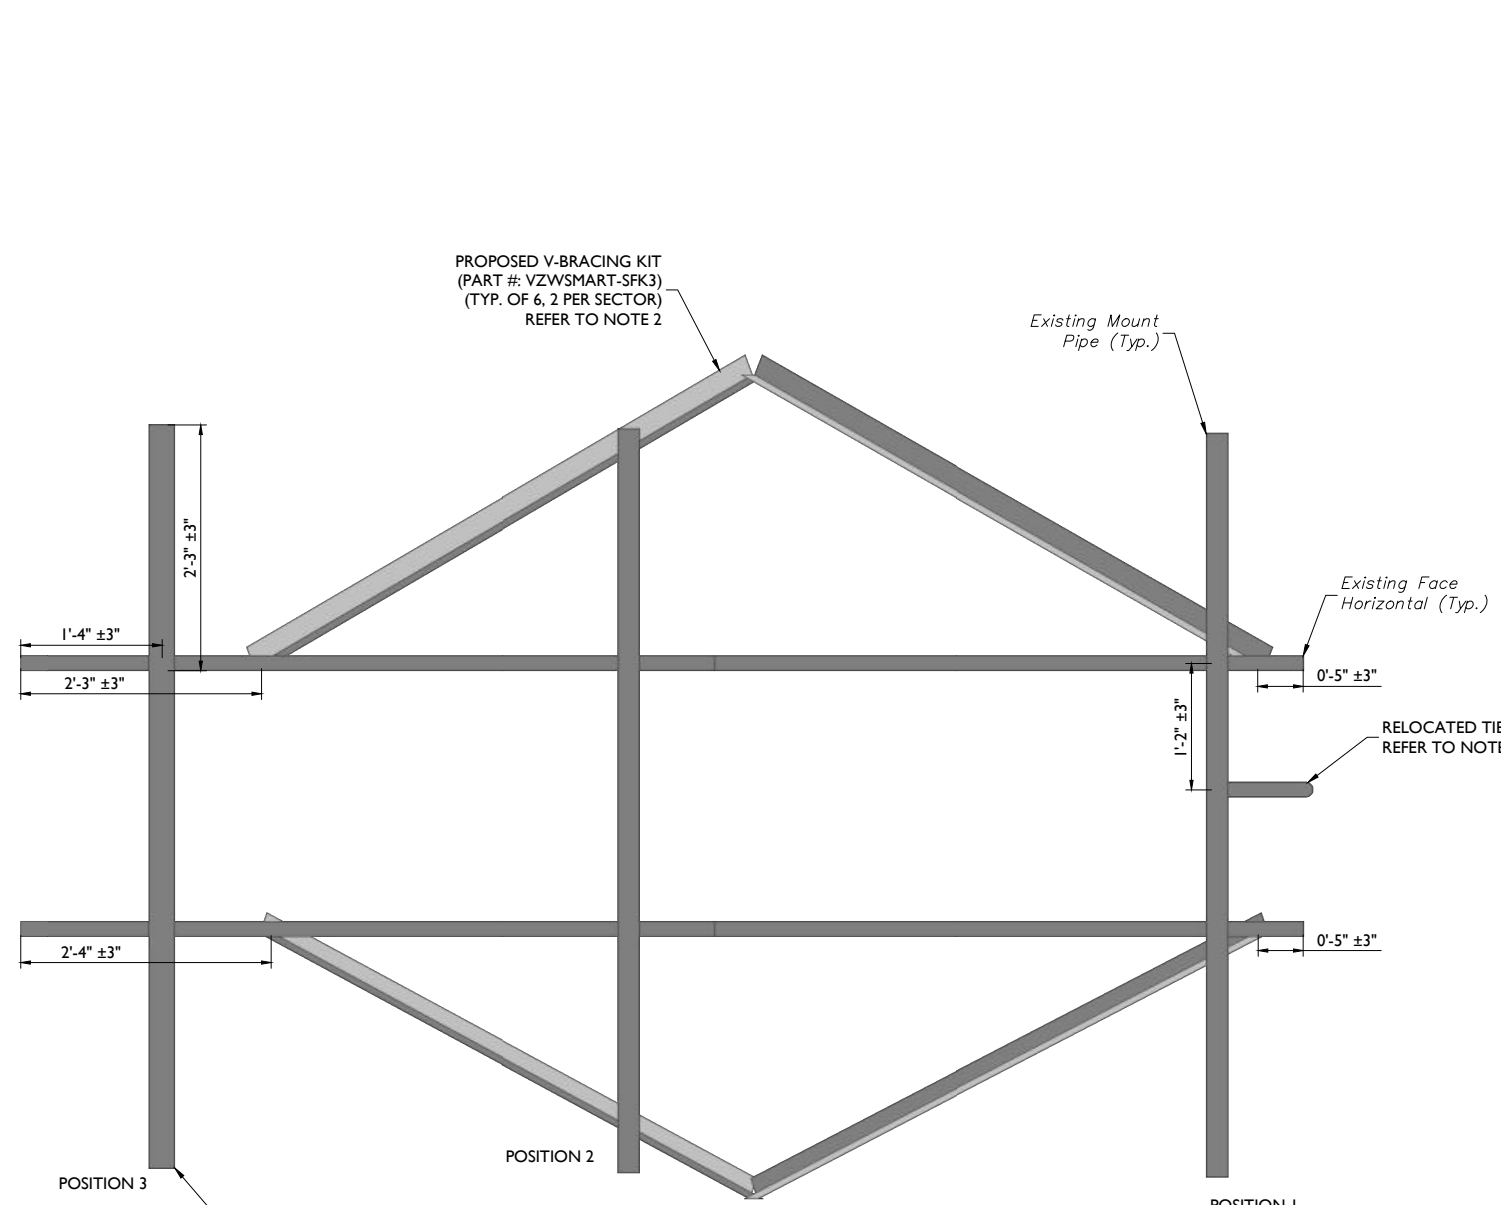 PROPOSED V-BRACING KIT
(PART #: VZWSMART-SFK3)
(TYP. OF 6, 2 PER SECTOR)
REFER TO NOTE 2
Existing Mount
Pipe (Typ.)
2'-3" ±3"
Existing Face
Horizontal (Typ.)
1'-4" ±3"
2'-3" ±3"
0'-5" ±3"
1'-2" ±3"
RELOCATED TIE
REFER TO NOTE
2'-4" ±3"
0'-5" ±3"
POSITION 2
POSITION 3
POSITION 1